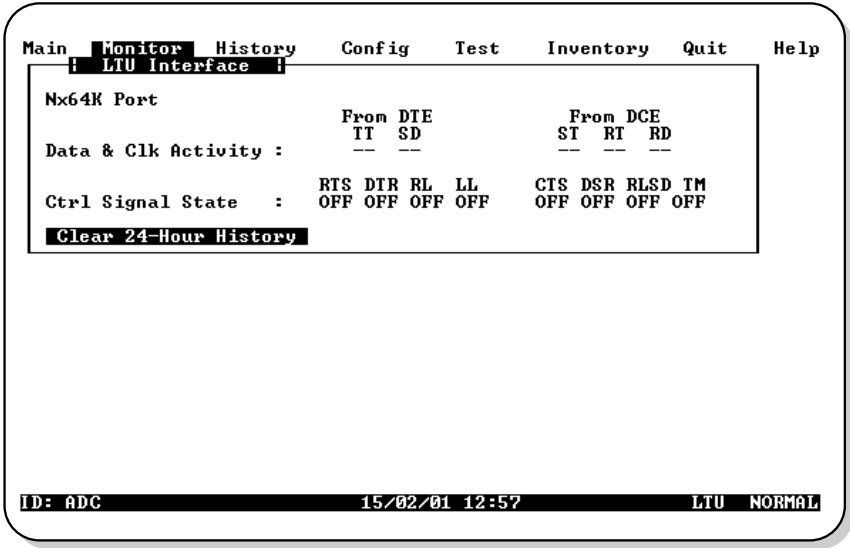 Main Monitor History Config Test Inventory Quit Help
LTU Interface
Nx64K Port
From DTE From DCE
TT SD ST RT RD
Data & Clk Activity : -- -- -- -- --
RTS DTR RL LL CTS DSR RLSD TM
Ctrl Signal State : OFF OFF OFF OFF OFF OFF OFF OFF
Clear 24-Hour History
ID: ADC 15/02/01 12:57 LTU NORMAL